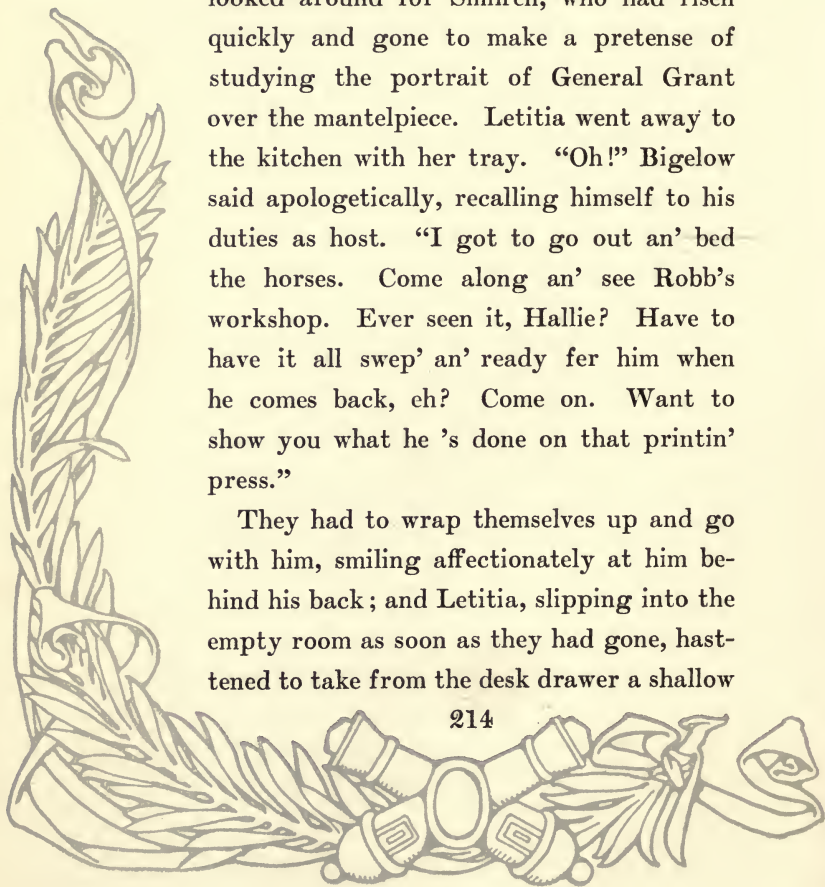 looked around for
quickly and gone to make a pretense of
studying the portrait of General Grant
over the mantelpiece. Letitia went away to
the kitchen with her tray. “Oh!” Bigelow
said apologetically, recalling himself to his
duties as host. “I got to go out an’ bed
the horses. Come along an’ see Robb’s
workshop. Ever seen it, Hallie? Have to
have it all swep’ an’ ready fer him when
he comes back, eh? Come on. Want to
show you what he ’s done on that printin’
press.”
They had to wrap themselves up and go
with him, smiling affectionately at him be-
hind his back; and Letitia, slipping into the
empty room as soon as they had gone, hast-
tened to take from the desk drawer a shallow
214